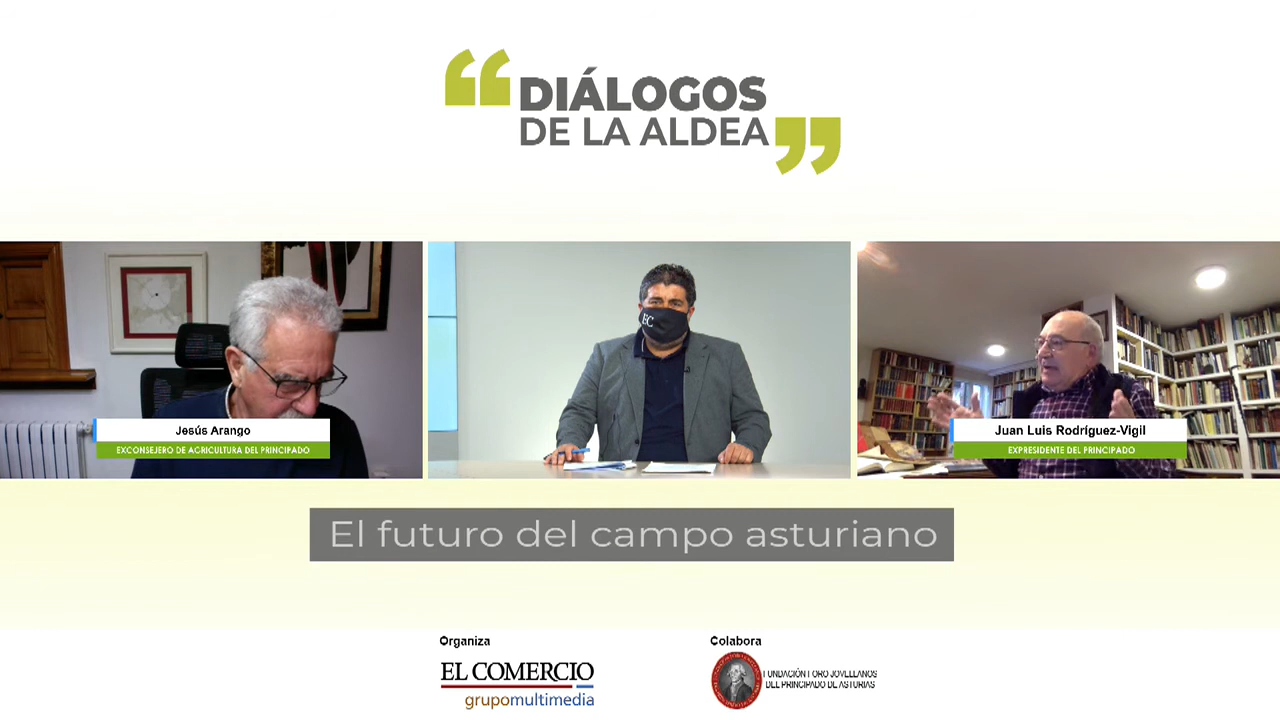 “DIÁLOGOS
DE LA ALDEA”
EC
Jesús Arango
EXCONSEJERO DE AGRICULTURA DEL PRINCIPADO
Juan Luis Rodríguez-Vigil
EXPRESIDENTE DEL PRINCIPADO
El futuro del campo asturiano
Organiza
EL COMERCIO
grupomultimedia
Colabora
FUNDACIÓN FORO JOVELLANOS
DEL PRINCIPADO DE ASTURIAS